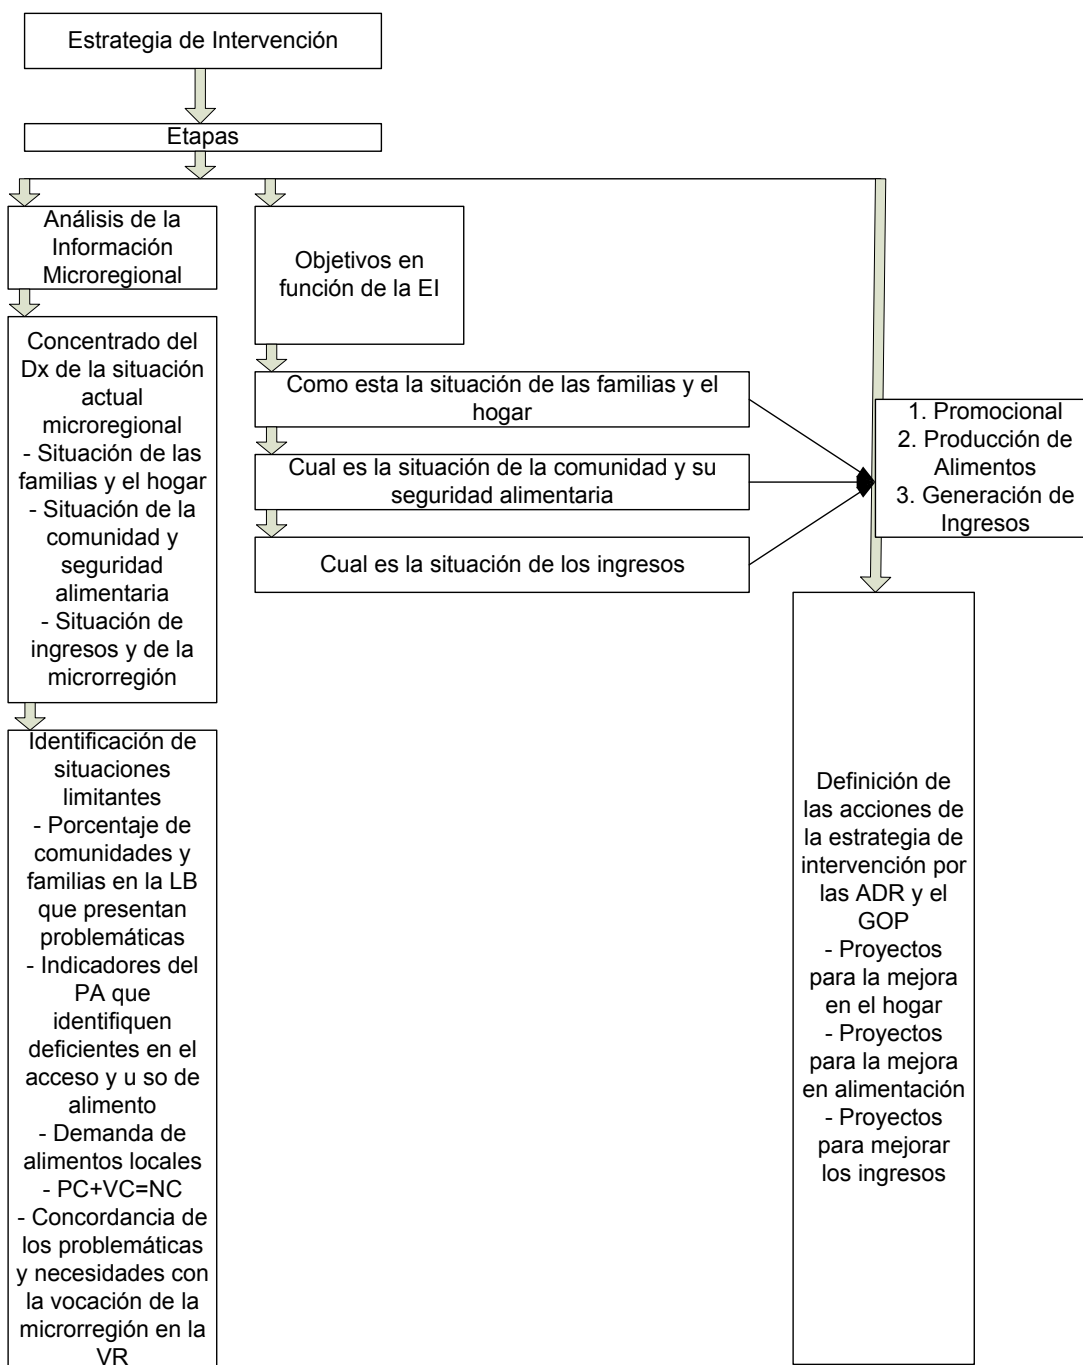 Estrategia de Intervención
Etapas
Análisis de la
Información
Microregional
Concentrado del
Dx de la situación
actual
microregional
- Situación de las
familias y el hogar
- Situación de la
comunidad y
seguridad
alimentaria
- Situación de
ingresos y de la
microrregión
Identificación de
situaciones
limitantes
- Porcentaje de
comunidades y
familias en la LB
que presentan
problemáticas
- Indicadores del
PA que
identifiquen
deficientes en el
acceso y u so de
alimento
- Demanda de
alimentos locales
- PC+VC=NC
- Concordancia de
los problemáticas
y necesidades con
la vocación de la
microrregión en la
VR
Objetivos en
función de la EI
Como esta la situación de las familias y el
hogar
Cual es la situación de la comunidad y su
seguridad alimentaria
Cual es la situación de los ingresos
1. Promocional
2. Producción de
Alimentos
3. Generación de
Ingresos
Definición de
las acciones de
la estrategia de
intervención por
las ADR y el
GOP
- Proyectos
para la mejora
en el hogar
- Proyectos
para la mejora
en alimentación
- Proyectos
para mejorar
los ingresos